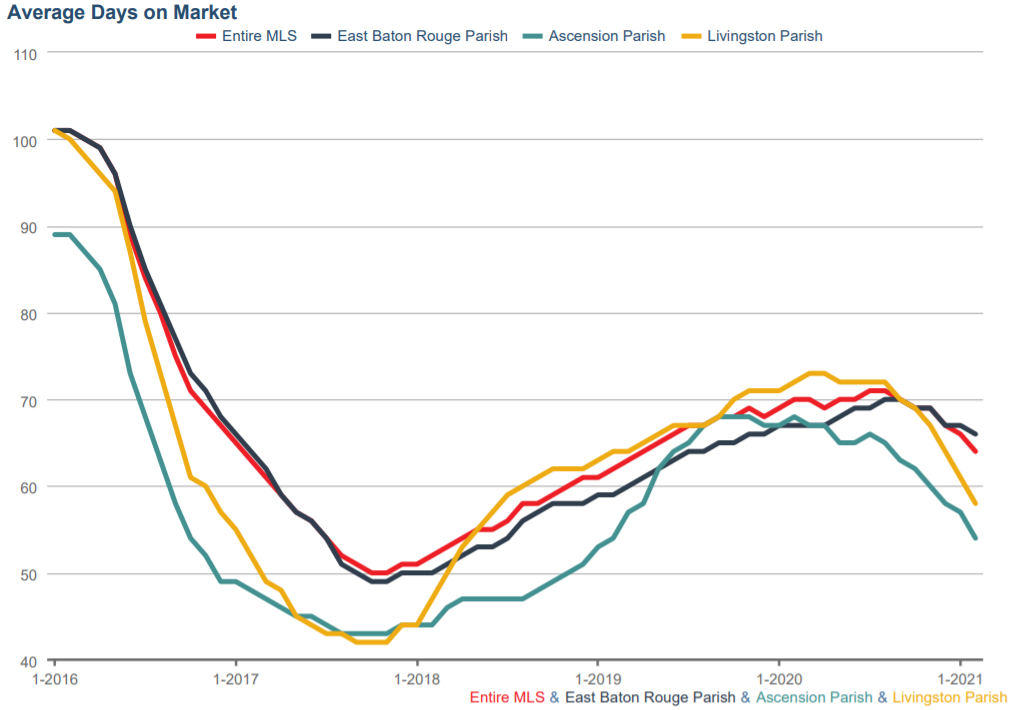 Average Days on Market
Entire MLS East Baton Rouge Parish Ascension Parish Livingston Parish
110
100
90
80
70
60
50
40
1-2016 1-2017 1-2018 1-2019 1-2020 1-2021
Entire MLS & East Baton Rouge Parish & Ascension Parish & Livingston Parish